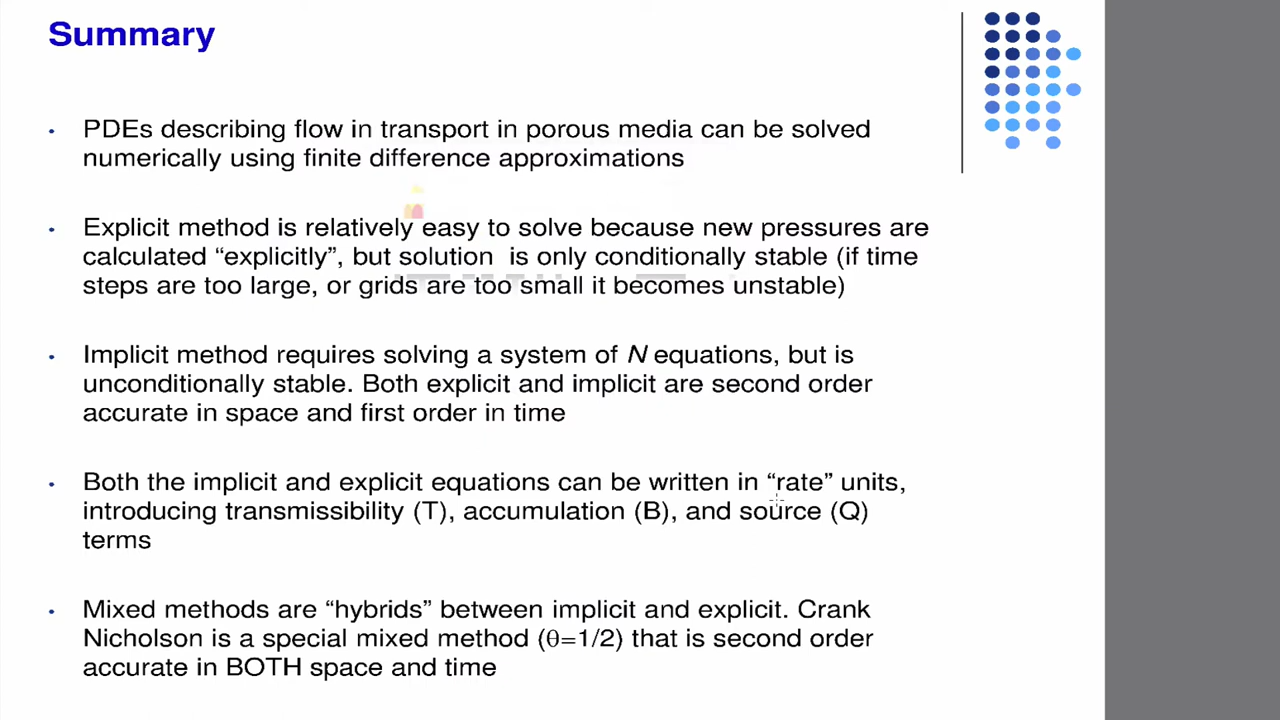 Summary
• PDEs describing flow in transport in porous media can be solved
numerically using finite difference approximations
• Explicit method is relatively easy to solve because new pressures are
calculated “explicitly”, but solution is only conditionally stable (if time
steps are too large, or grids are too small it becomes unstable)
• Implicit method requires solving a system of N equations, but is
unconditionally stable. Both explicit and implicit are second order
accurate in space and first order in time
• Both the implicit and explicit equations can be written in “rate” units,
introducing transmissibility (T), accumulation (B), and source (Q)
terms
• Mixed methods are “hybrids” between implicit and explicit. Crank
Nicholson is a special mixed method (θ=1/2) that is second order
accurate in BOTH space and time